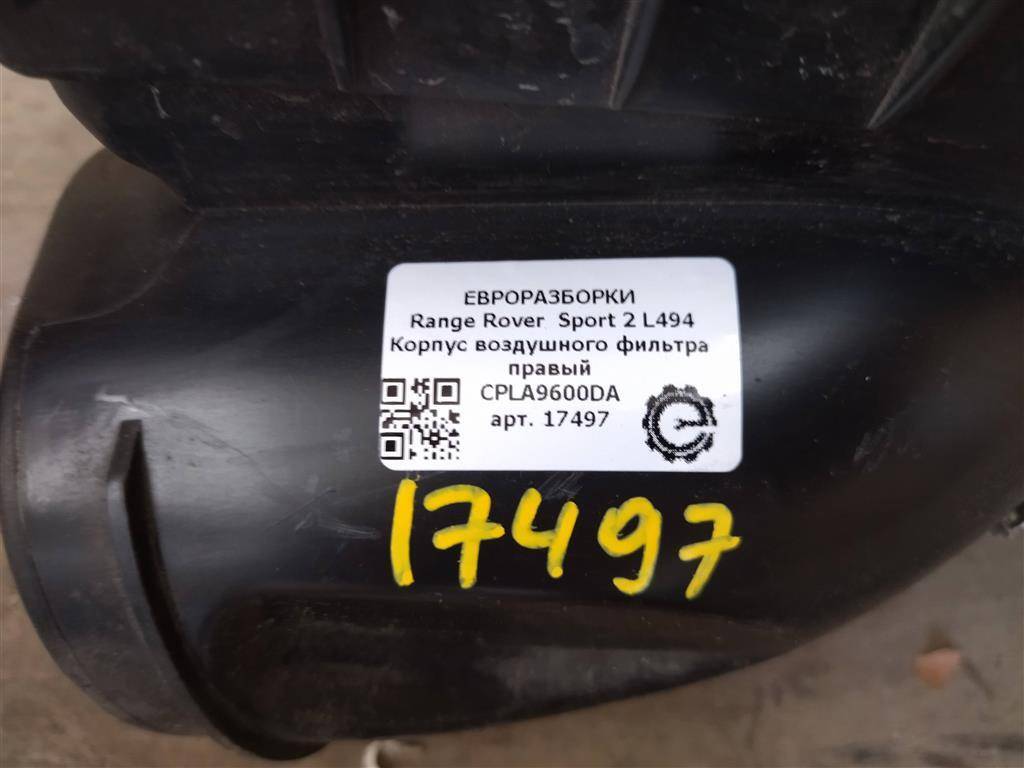 ЕВРОРАЗБОРКИ
Range Rover Sport 2 L494
Корпус воздушного фильтра
правый
CPLA9600DA
арт. 17497
17497